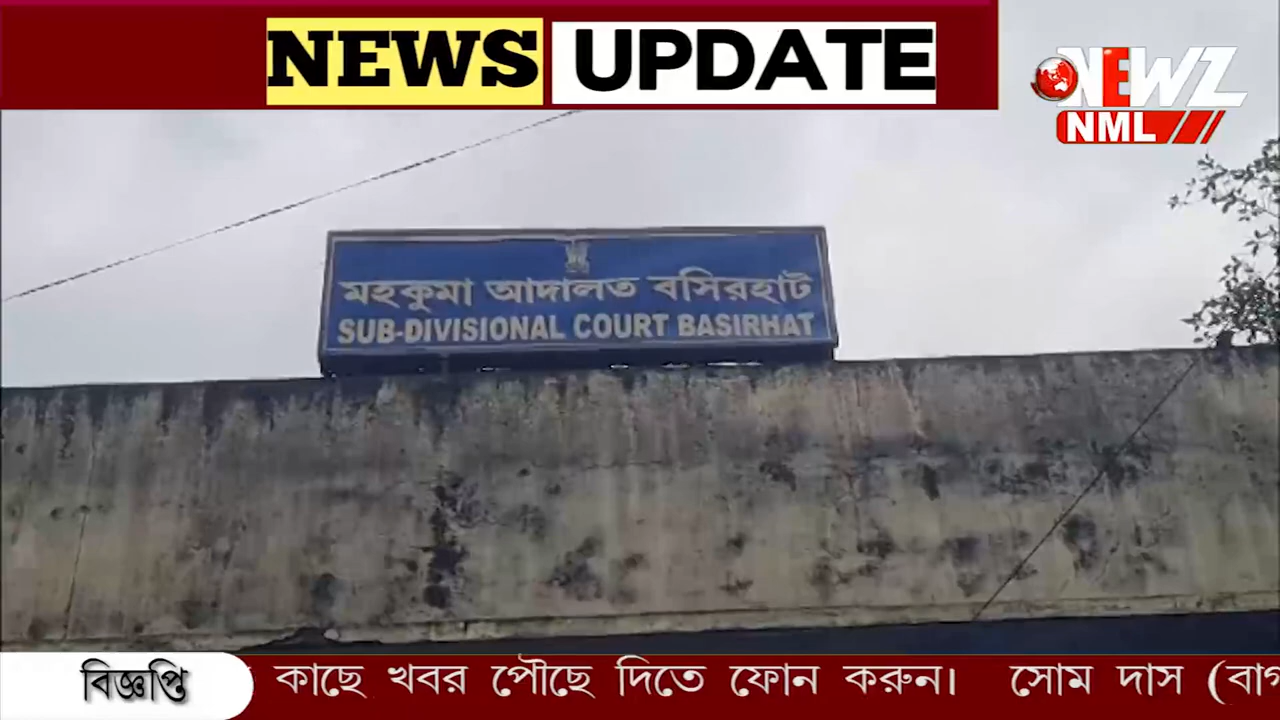 NEWS UPDATE
NEWZ
NML
মহকুমা আদালত বসিরহাট
SUB-DIVISIONAL COURT BASIRHAT
বিজ্ঞপ্তি
কাছে খবর পৌছে দিতে ফোন করুন। সোম দাস